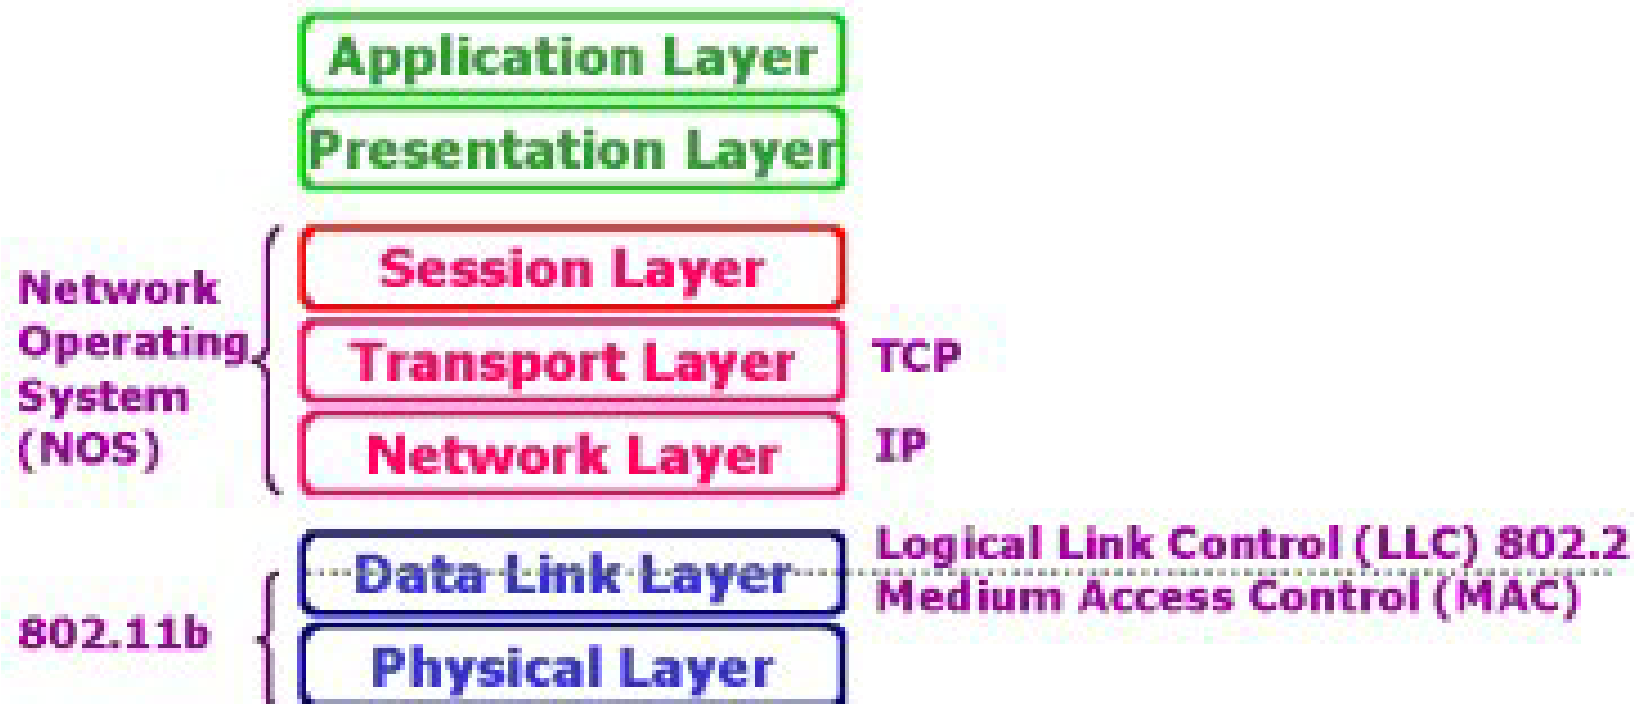 Application Layer
Presentation Layer
Network
Operating
System
(NOS)
Session Layer
Transport Layer
TCP
Network Layer
IP
802.11b
Data Link Layer
Logical Link Control (LLC) 802.2
Medium Access Control (MAC)
Physical Layer